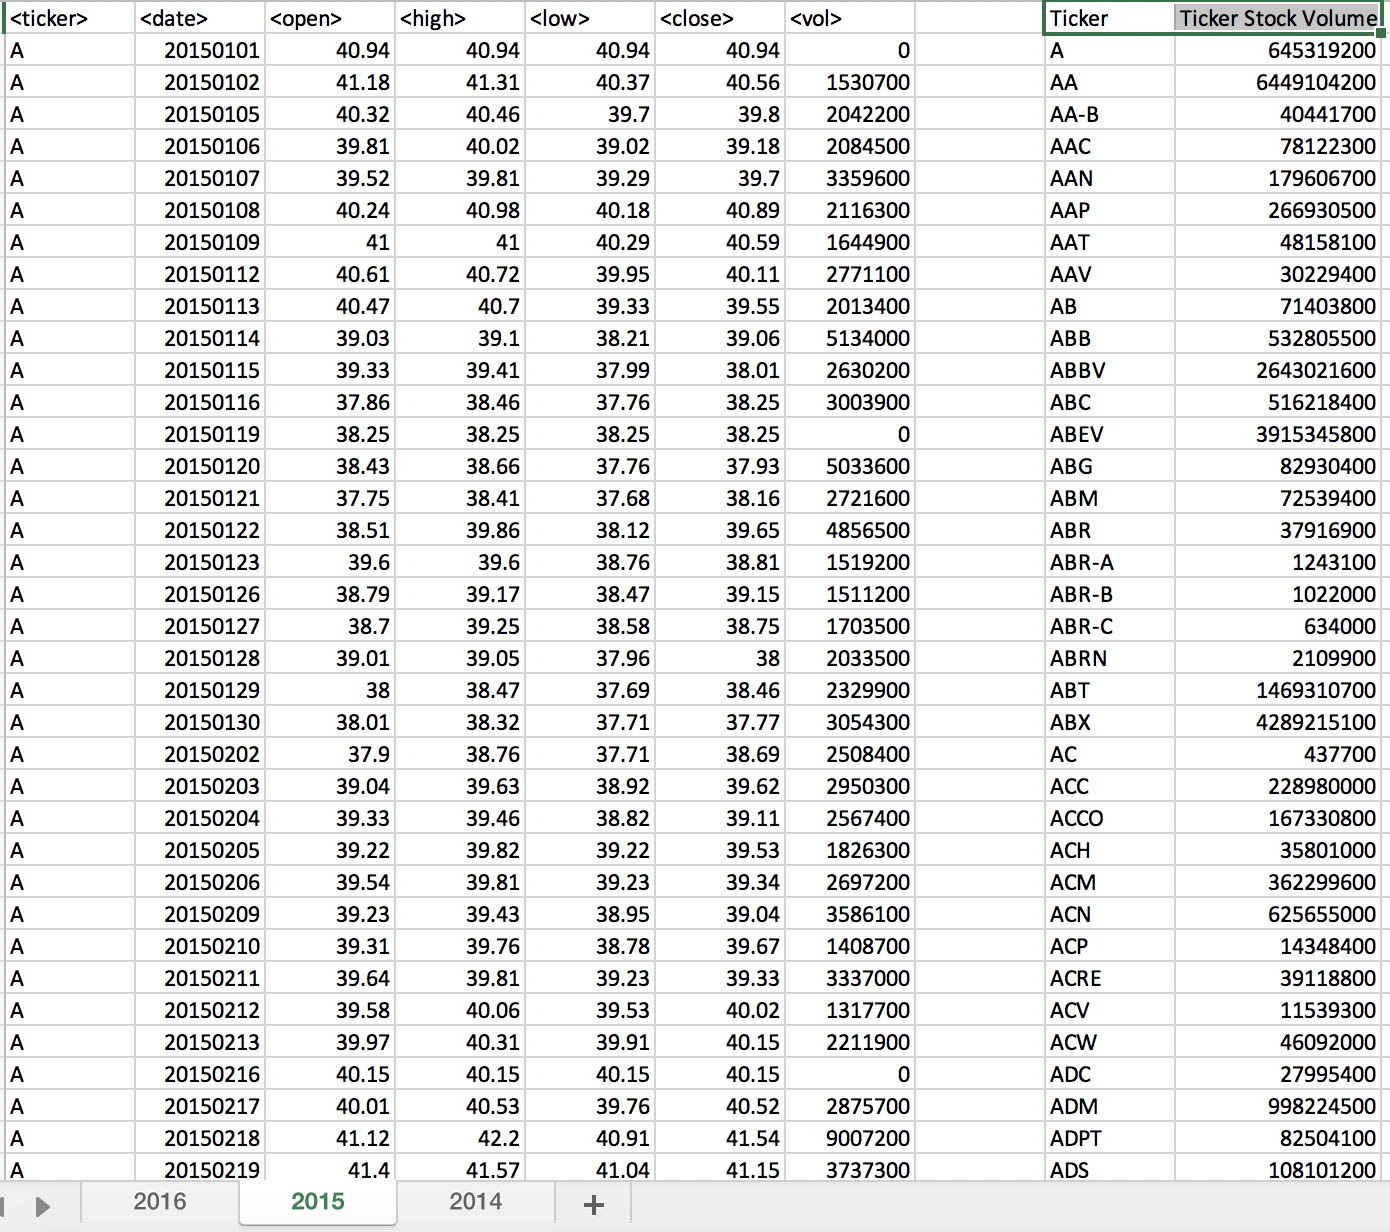 <ticker> <date> <open> <high> <low> <close> <vol> Ticker Ticker Stock Volume
A 20150101 40.94 40.94 40.94 40.94 0 A 645319200
A 20150102 41.18 41.31 40.37 40.56 1530700 AA 6449104200
A 20150105 40.32 40.46 39.7 39.8 2042200 AA-B 40441700
A 20150106 39.81 40.02 39.02 39.18 2084500 AAC 78122300
A 20150107 39.52 39.81 39.29 39.7 3359600 AAN 179606700
A 20150108 40.24 40.98 40.18 40.89 2116300 AAP 266930500
A 20150109 41 41 40.29 40.59 1644900 AAT 48158100
A 20150112 40.61 40.72 39.95 40.11 2771100 AAV 30229400
A 20150113 40.47 40.7 39.33 39.55 2013400 AB 71403800
A 20150114 39.03 39.1 38.21 39.06 5134000 ABB 532805500
A 20150115 39.33 39.41 37.99 38.01 2630200 ABBV 2643021600
A 20150116 37.86 38.46 37.76 38.25 3003900 ABC 516218400
A 20150119 38.25 38.25 38.25 38.25 0 ABEV 3915345800
A 20150120 38.43 38.66 37.76 37.93 5033600 ABG 82930400
A 20150121 37.75 38.41 37.68 38.16 2721600 ABM 72539400
A 20150122 38.51 39.86 38.12 39.65 4856500 ABR 37916900
A 20150123 39.6 39.6 38.76 38.81 1519200 ABR-A 1243100
A 20150126 38.79 39.17 38.47 39.15 1511200 ABR-B 1022000
A 20150127 38.7 39.25 38.58 38.75 1703500 ABR-C 634000
A 20150128 39.01 39.05 37.96 38 2033500 ABRN 2109900
A 20150129 38 38.47 37.69 38.46 2329900 ABT 1469310700
A 20150130 38.01 38.32 37.71 37.77 3054300 ABX 4289215100
A 20150202 37.9 38.76 37.71 38.69 2508400 AC 437700
A 20150203 39.04 39.63 38.92 39.62 2950300 ACC 228980000
A 20150204 39.33 39.46 38.82 39.11 2567400 ACCO 167330800
A 20150205 39.22 39.82 39.22 39.53 1826300 ACH 35801000
A 20150206 39.54 39.81 39.23 39.34 2697200 ACM 362299600
A 20150209 39.23 39.43 38.95 39.04 3586100 ACN 625655000
A 20150210 39.31 39.76 38.78 39.67 1408700 ACP 14348400
A 20150211 39.64 39.81 39.23 39.33 3337000 ACRE 39118800
A 20150212 39.58 40.06 39.53 40.02 1317700 ACV 11539300
A 20150213 39.97 40.31 39.91 40.15 2211900 ACW 46092000
A 20150216 40.15 40.15 40.15 40.15 0 ADC 27995400
A 20150217 40.01 40.53 39.76 40.52 2875700 ADM 998224500
A 20150218 41.12 42.2 40.91 41.54 9007200 ADPT 82504100
A 20150219 41.4 41.57 41.04 41.15 3737300 ADS 108101200
2016 2015 2014 +